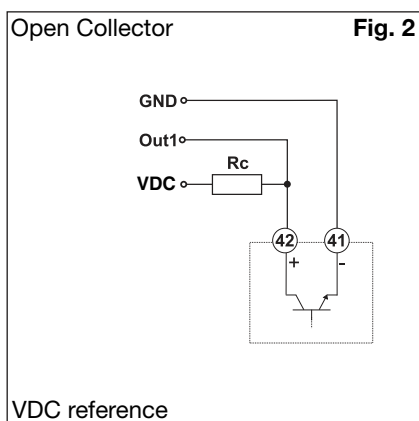 Open Collector Fig. 2
GND
Out1
Rc
VDC
42 41
+ -
VDC reference